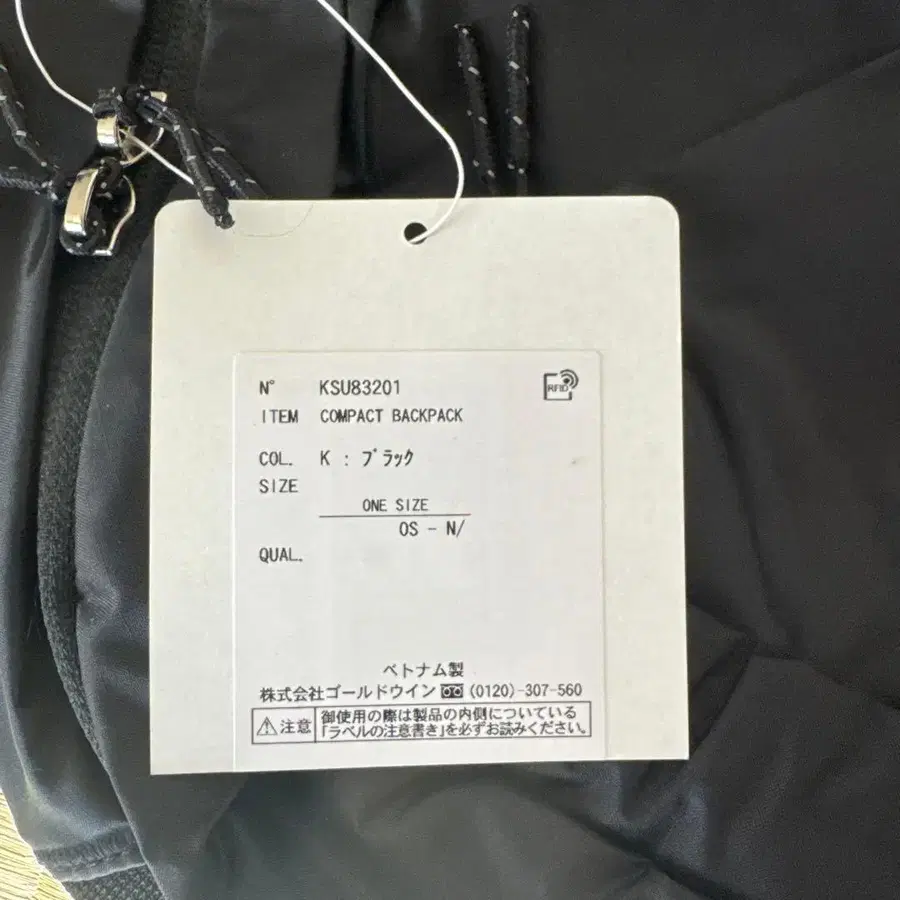 N° KSU83201
RFID
ITEM COMPACT BACKPACK
COL. K : ブラック
SIZE
ONE SIZE
OS - N/
QUAL.
ベトナム製
株式会社ゴールドウイン (0120)-307-560
注意 御使用の際は製品の内側についている
「ラベルの注意書き」を必ずお読みください。